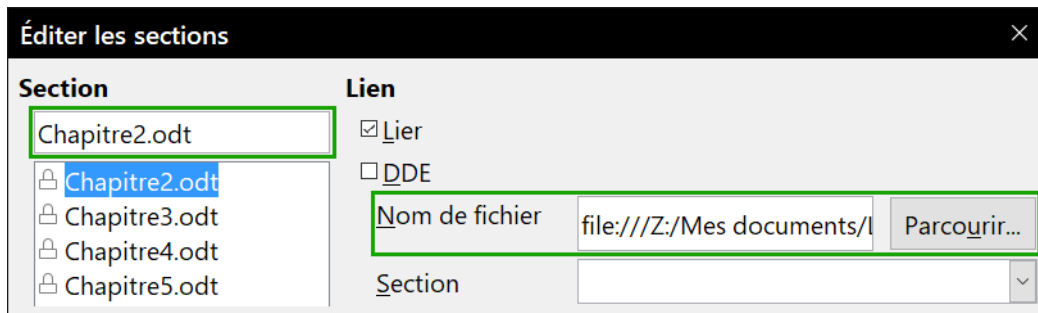 Éditer les sections
Section
Chapitre2.odt
Chapitre2.odt
Chapitre3.odt
Chapitre4.odt
Chapitre5.odt
Lien
Lier
DDE
Nom de fichier file:///Z:/Mes documents/L Parcourir...
Section